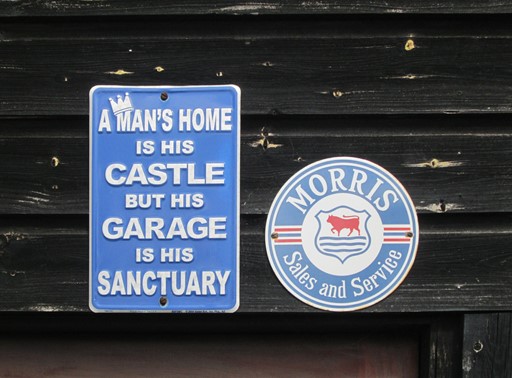 A MAN'S HOME
IS HIS
CASTLE
BUT HIS
GARAGE
IS HIS
SANCTUARY
MORRIS
Sales and Service